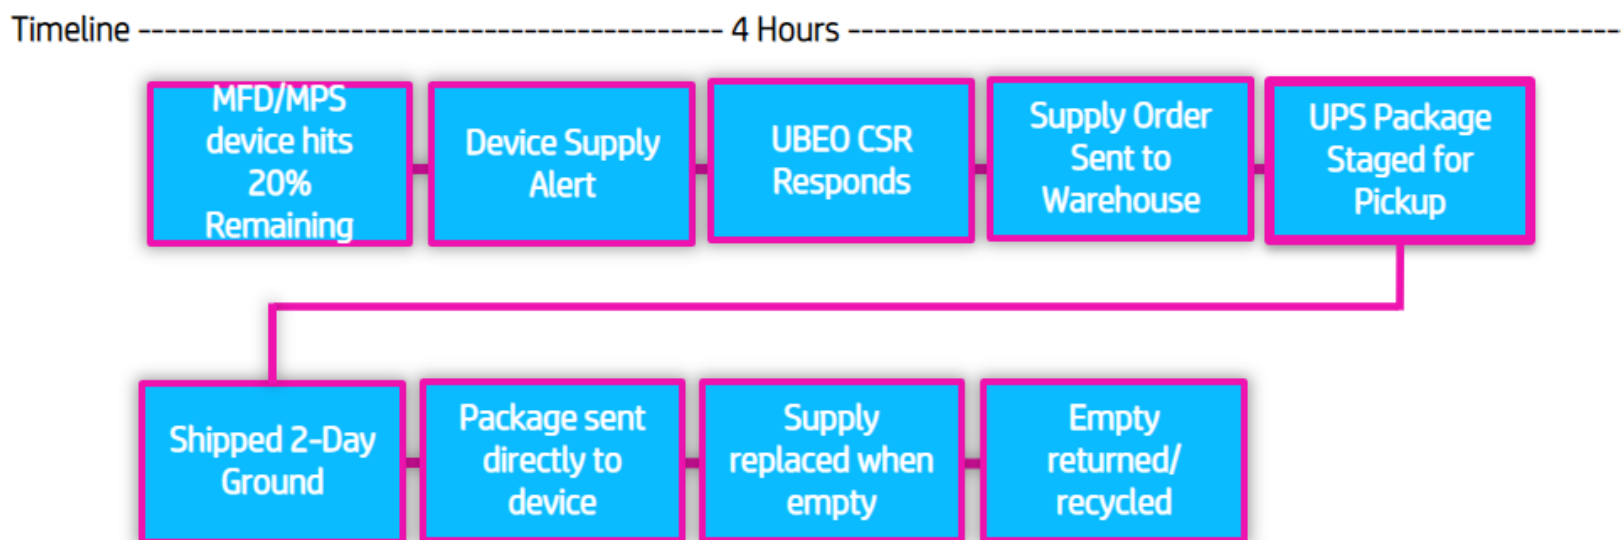 Timeline -------------------------------------------- 4 Hours ----------------------------------------------------------
MFD/MPS
device hits
20%
Remaining
Device Supply
Alert
UBEO CSR
Responds
Supply Order
Sent to
Warehouse
UPS Package
Staged for
Pickup
Shipped 2-Day
Ground
Package sent
directly to
device
Supply
replaced when
empty
Empty
returned/
recycled